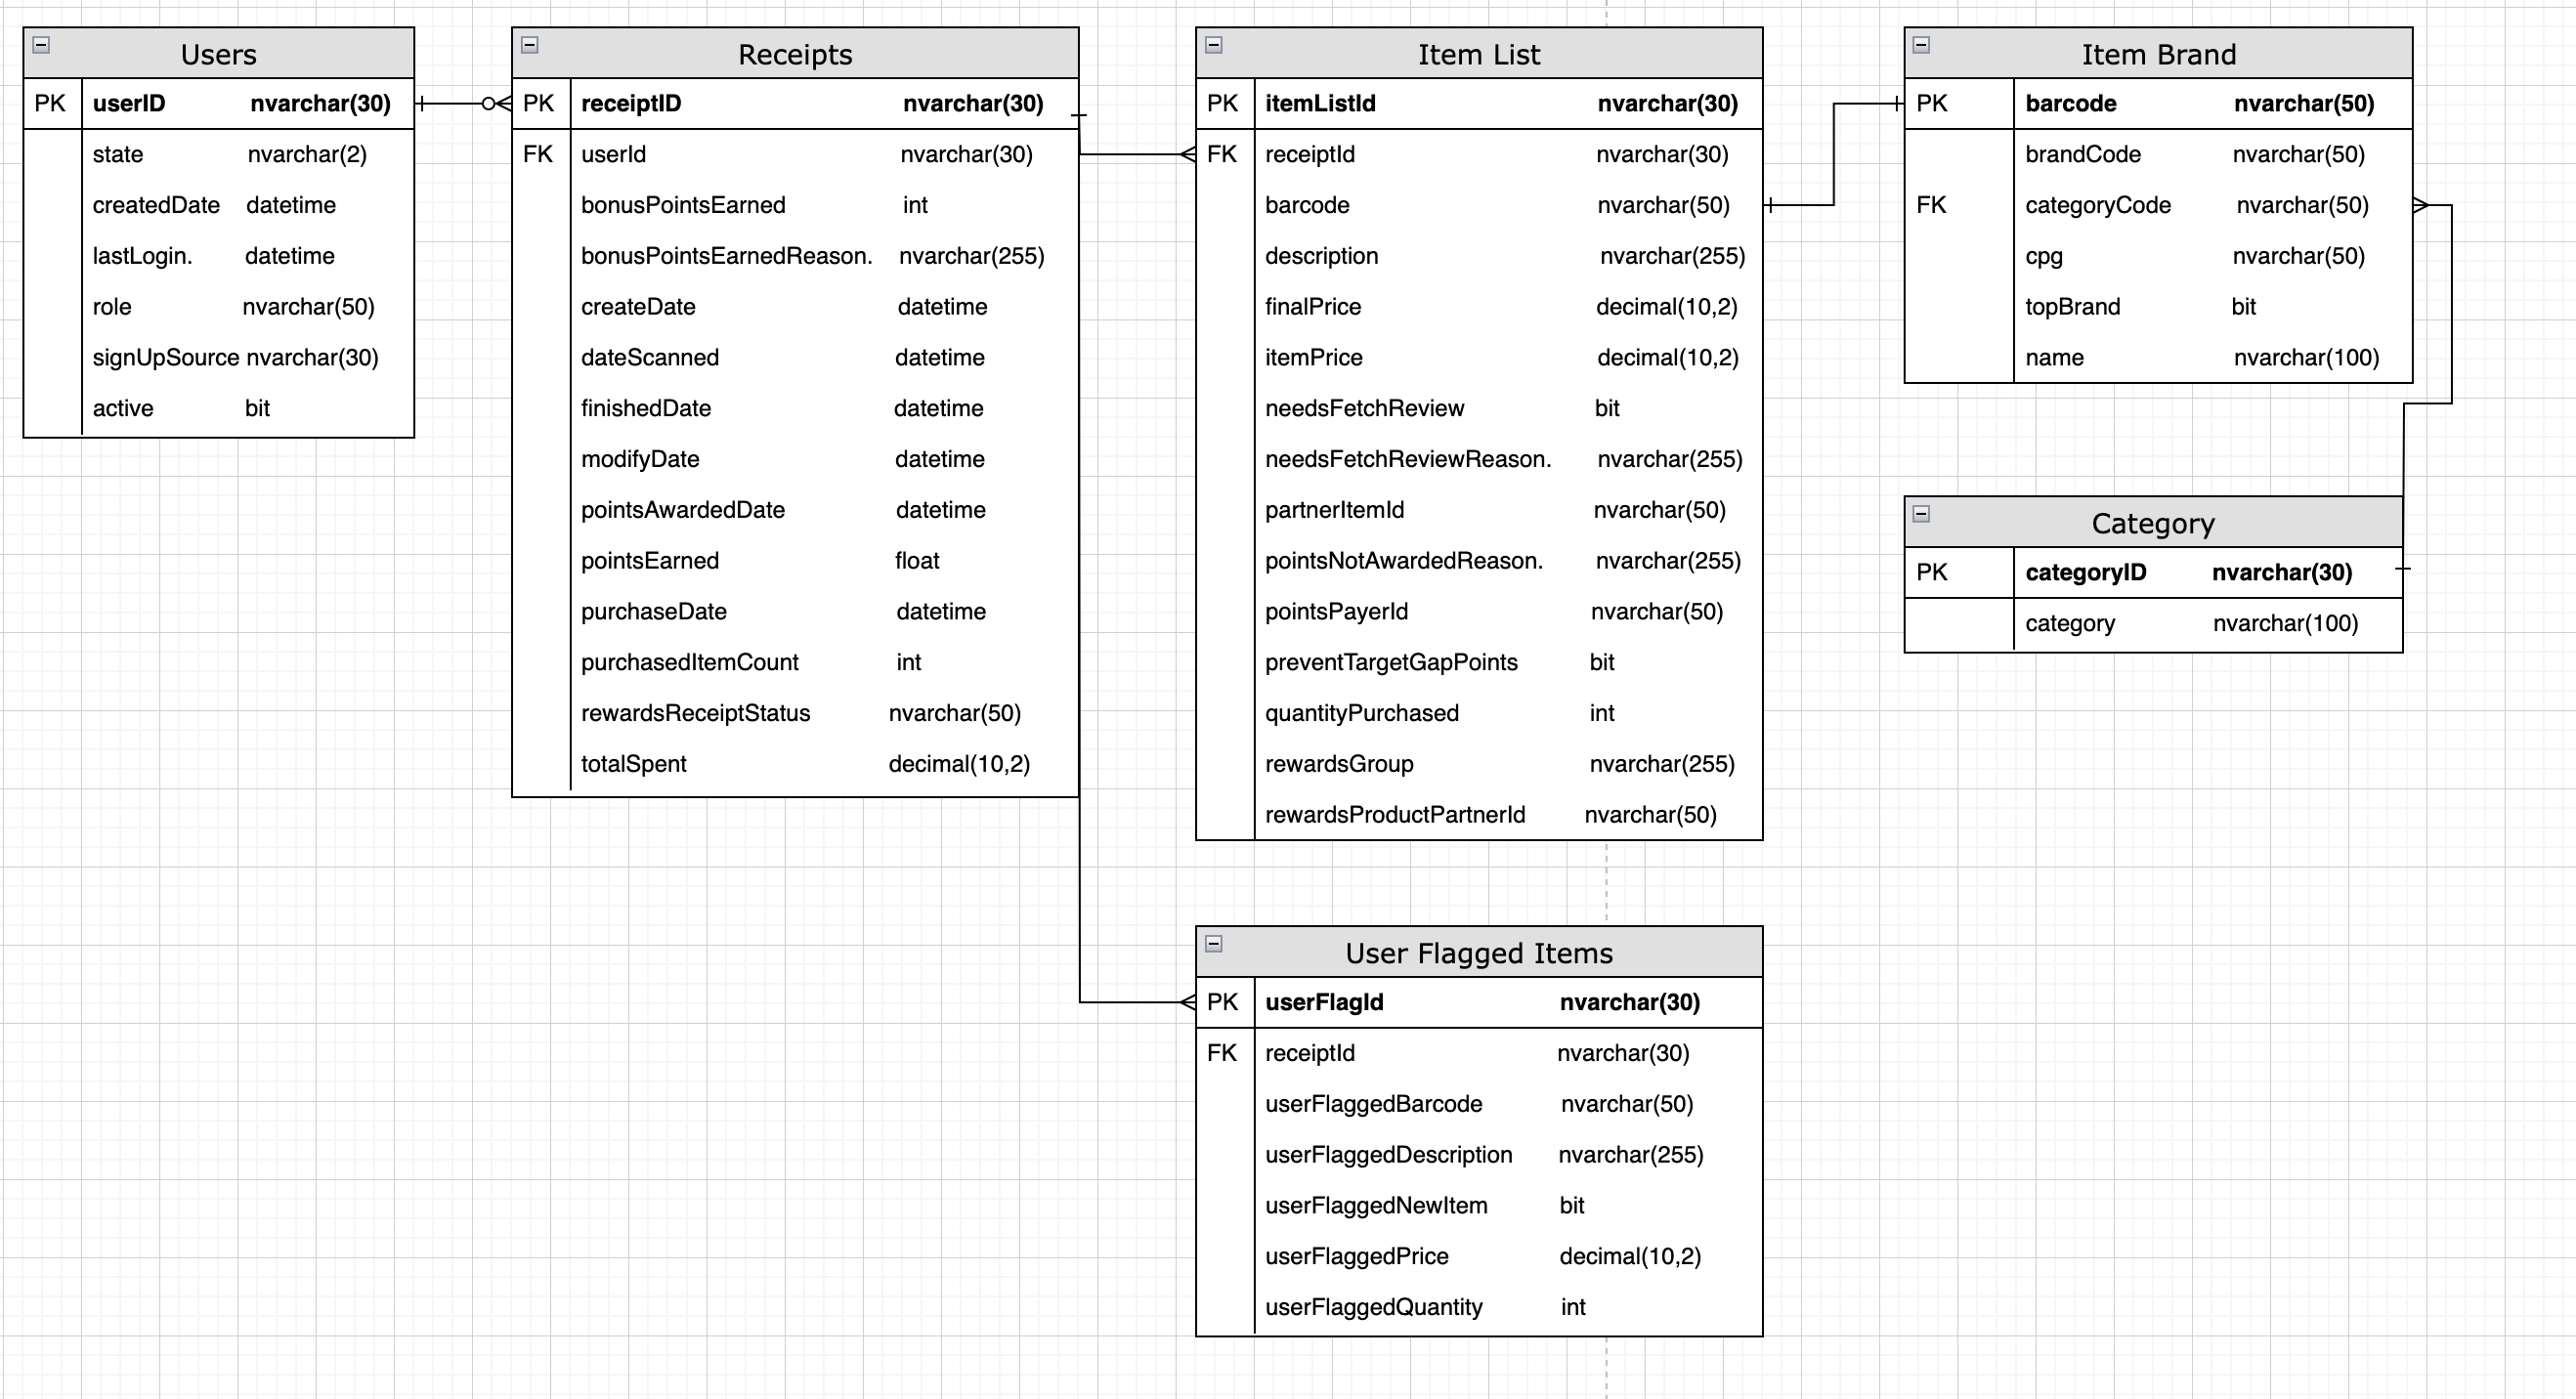 Users
PK userID nvarchar(30)
state nvarchar(2)
createdDate datetime
lastLogin. datetime
role nvarchar(50)
signUpSource nvarchar(30)
active bit
Receipts
PK receiptID nvarchar(30)
FK userId nvarchar(30)
bonusPointsEarned int
bonusPointsEarnedReason. nvarchar(255)
createDate datetime
dateScanned datetime
finishedDate datetime
modifyDate datetime
pointsAwardedDate datetime
pointsEarned float
purchaseDate datetime
purchasedItemCount int
rewardsReceiptStatus nvarchar(50)
totalSpent decimal(10,2)
Item List
PK itemListId nvarchar(30)
FK receiptId nvarchar(30)
barcode nvarchar(50)
description nvarchar(255)
finalPrice decimal(10,2)
itemPrice decimal(10,2)
needsFetchReview bit
needsFetchReviewReason. nvarchar(255)
partnerItemId nvarchar(50)
pointsNotAwardedReason. nvarchar(255)
pointsPayerId nvarchar(50)
preventTargetGapPoints bit
quantityPurchased int
rewardsGroup nvarchar(255)
rewardsProductPartnerId nvarchar(50)
Item Brand
PK barcode nvarchar(50)
brandCode nvarchar(50)
FK categoryCode nvarchar(50)
cpg nvarchar(50)
topBrand bit
name nvarchar(100)
Category
PK categoryID nvarchar(30)
category nvarchar(100)
User Flagged Items
PK userFlagId nvarchar(30)
FK receiptId nvarchar(30)
userFlaggedBarcode nvarchar(50)
userFlaggedDescription nvarchar(255)
userFlaggedNewItem bit
userFlaggedPrice decimal(10,2)
userFlaggedQuantity int